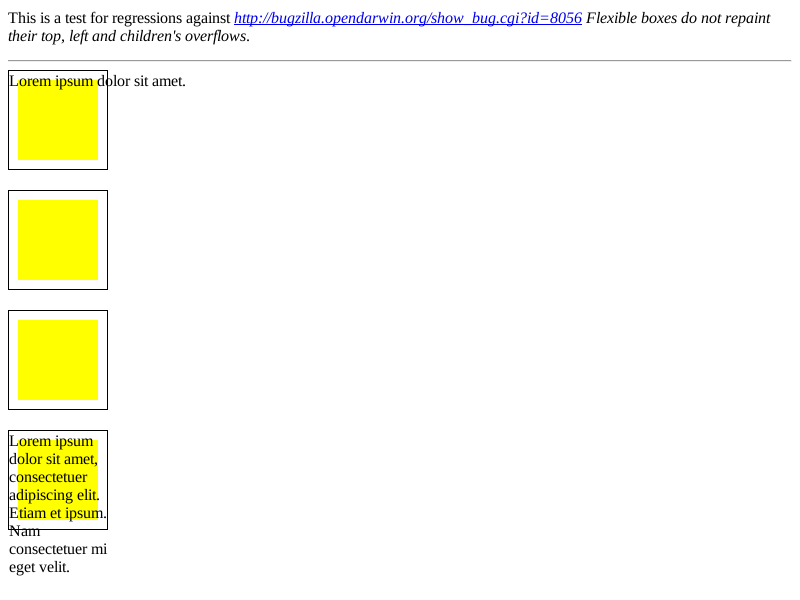 This is a test for regressions against http://bugzilla.opendarwin.org/show_bug.cgi?id=8056 Flexible boxes do not repaint
their top, left and children's overflows.
Lorem ipsum dolor sit amet.
Lorem ipsum
dolor sit amet,
consectetuer
adipiscing elit.
Etiam et ipsum.
Nam
consectetuer mi
eget velit.